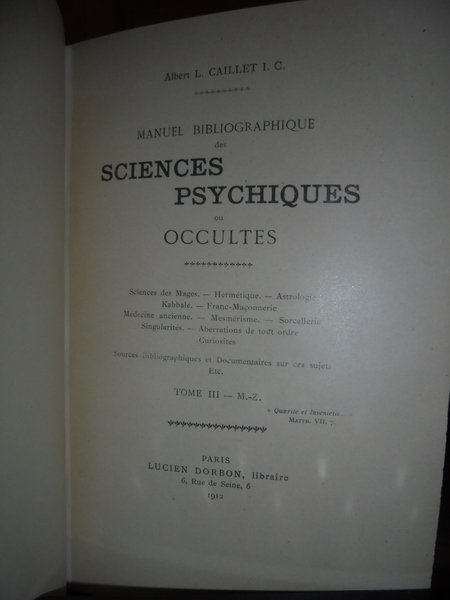 Albert L. CAILLET I. C.
MANUEL BIBLIOGRAPHIQUE
des
SCIENCES
PSYCHIQUES
ou
OCCULTES
Sciences des Mages. — Hermétique. — Astrologie
Kabbale. — Franc-Maçonnerie
Médecine ancienne. — Mesmérisme. — Sorcellerie
Singularités. — Aberrations de tout ordre
Curiosités
Sources Bibliographiques et Documentaires sur ces sujets
Etc.
TOME III — M.-Z.
« Quærite et Invenietis... »
MATTH. VII, 7.
PARIS
LUCIEN DORBON, libraire
6, Rue de Seine, 6
1912